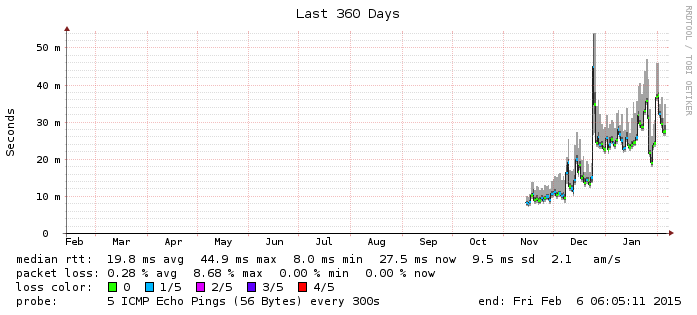 Last 360 Days
RRDTOOL / TOBI OETIKER
Seconds
50 m
40 m
30 m
20 m
10 m
0
Feb Mar Apr May Jun Jul Aug Sep Oct Nov Dec Jan
median rtt: 19.8 ms avg 44.9 ms max 8.0 ms min 27.5 ms now 9.5 ms sd 2.1 am/s
packet loss: 0.28 % avg 8.68 % max 0.00 % min 0.00 % now
loss color: 0 1/5 2/5 3/5 4/5
probe: 5 ICMP Echo Pings (56 Bytes) every 300s end: Fri Feb 6 06:05:11 2015